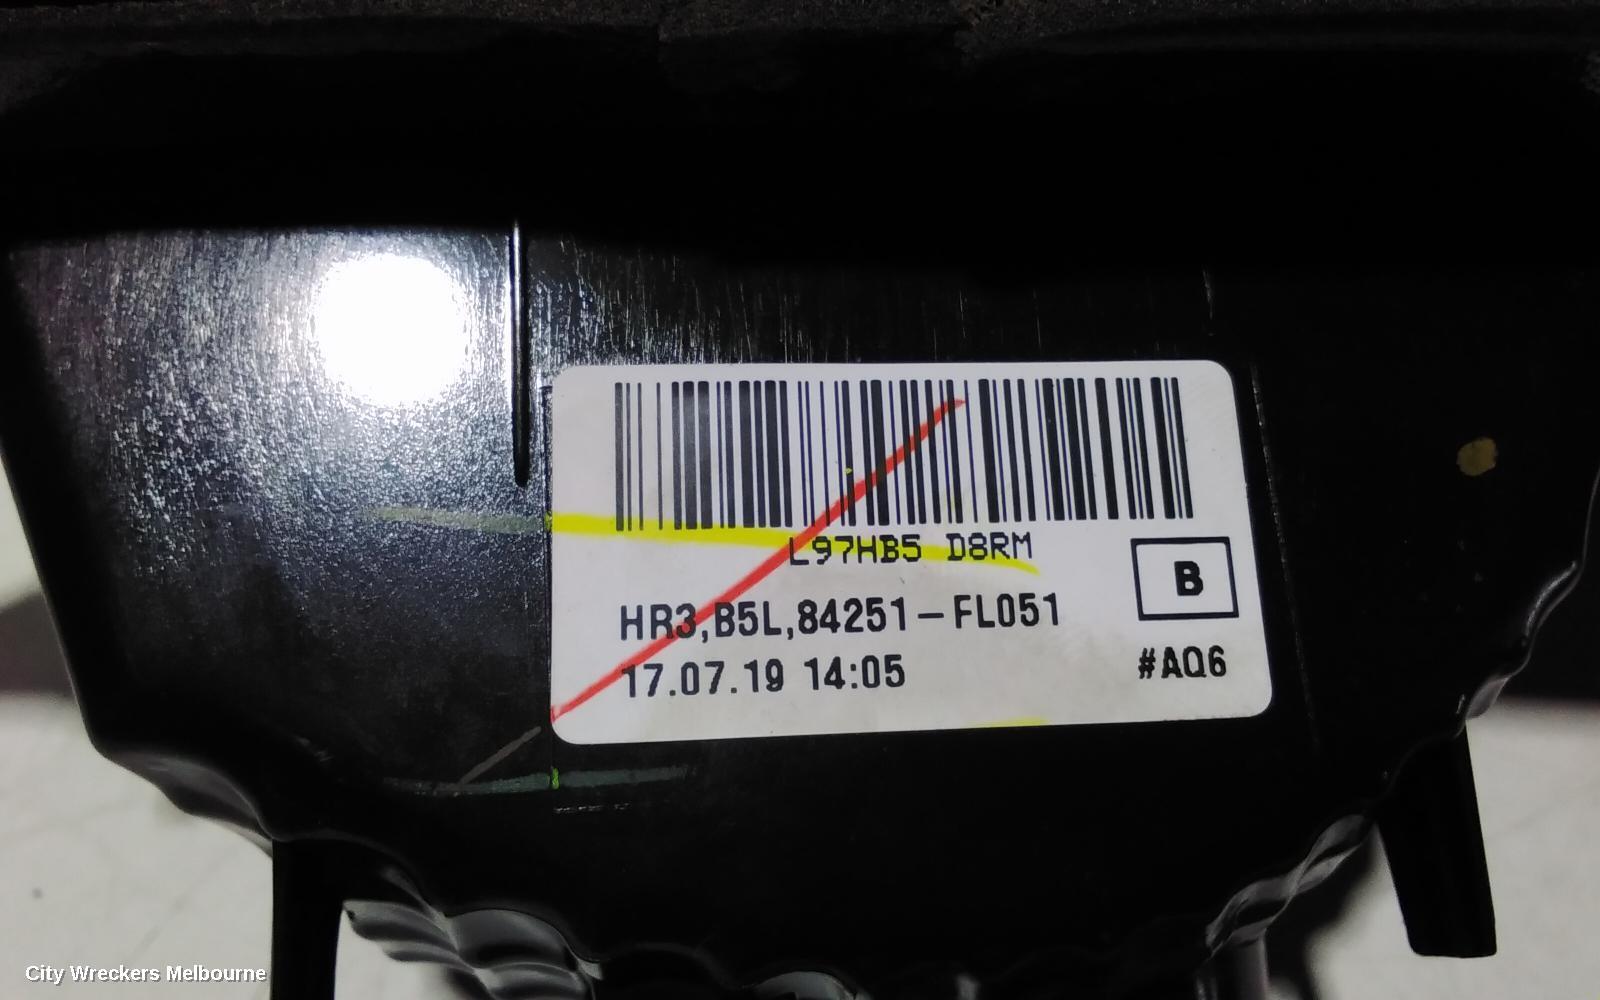 L97HB5 D8RM
HR3,B5L,84251-FL051
B
17.07.19 14:05
#AQ6
City Wreckers Melbourne